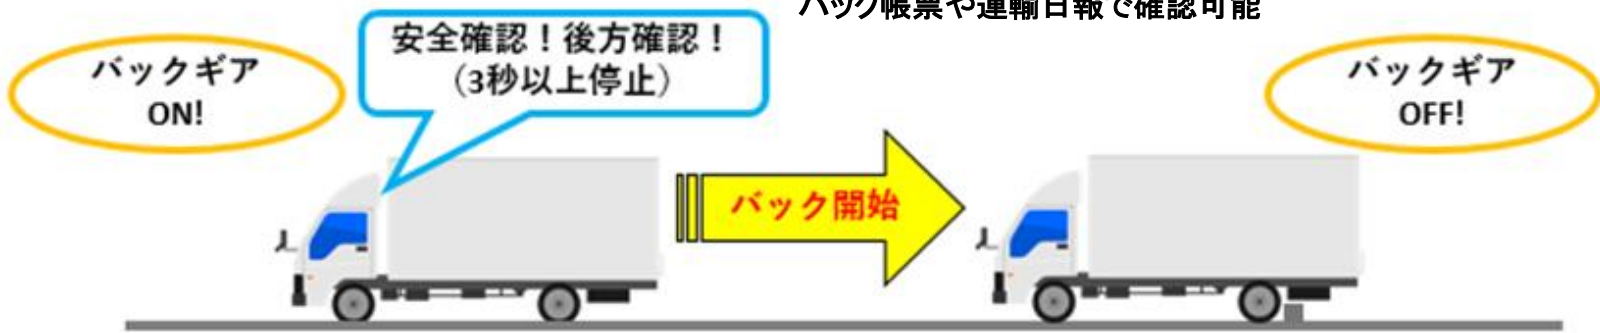 バック帳票や運輸日報で確認可能
バックギア
ON!
安全確認！後方確認！
（3秒以上停止）
バック開始
バックギア
OFF!